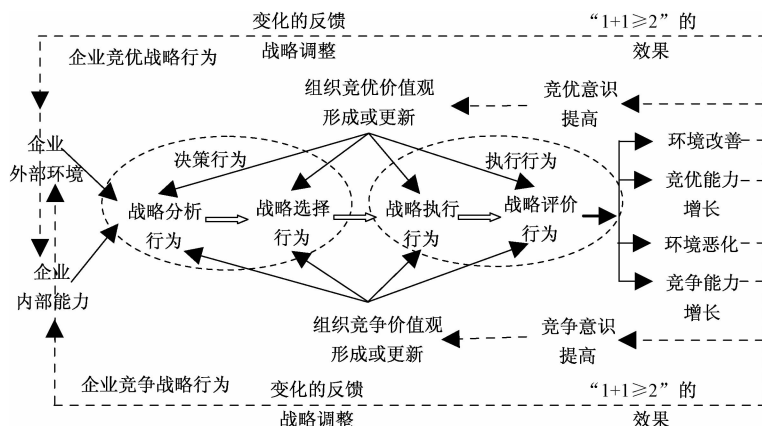 变化的反馈
“1+1≥2”的
企业竞优战略行为
战略调整
效果
组织竞优价值观
形成或更新
竞优意识
提高
企业
外部环境
决策行为
执行行为
环境改善
战略分析
行为
战略选择
行为
战略执行
行为
战略评价
行为
竞优能力
增长
企业
内部能力
环境恶化
竞争能力
增长
组织竞争价值观
形成或更新
竞争意识
提高
企业竞争战略行为
变化的反馈
“1+1≥2”的
战略调整
效果